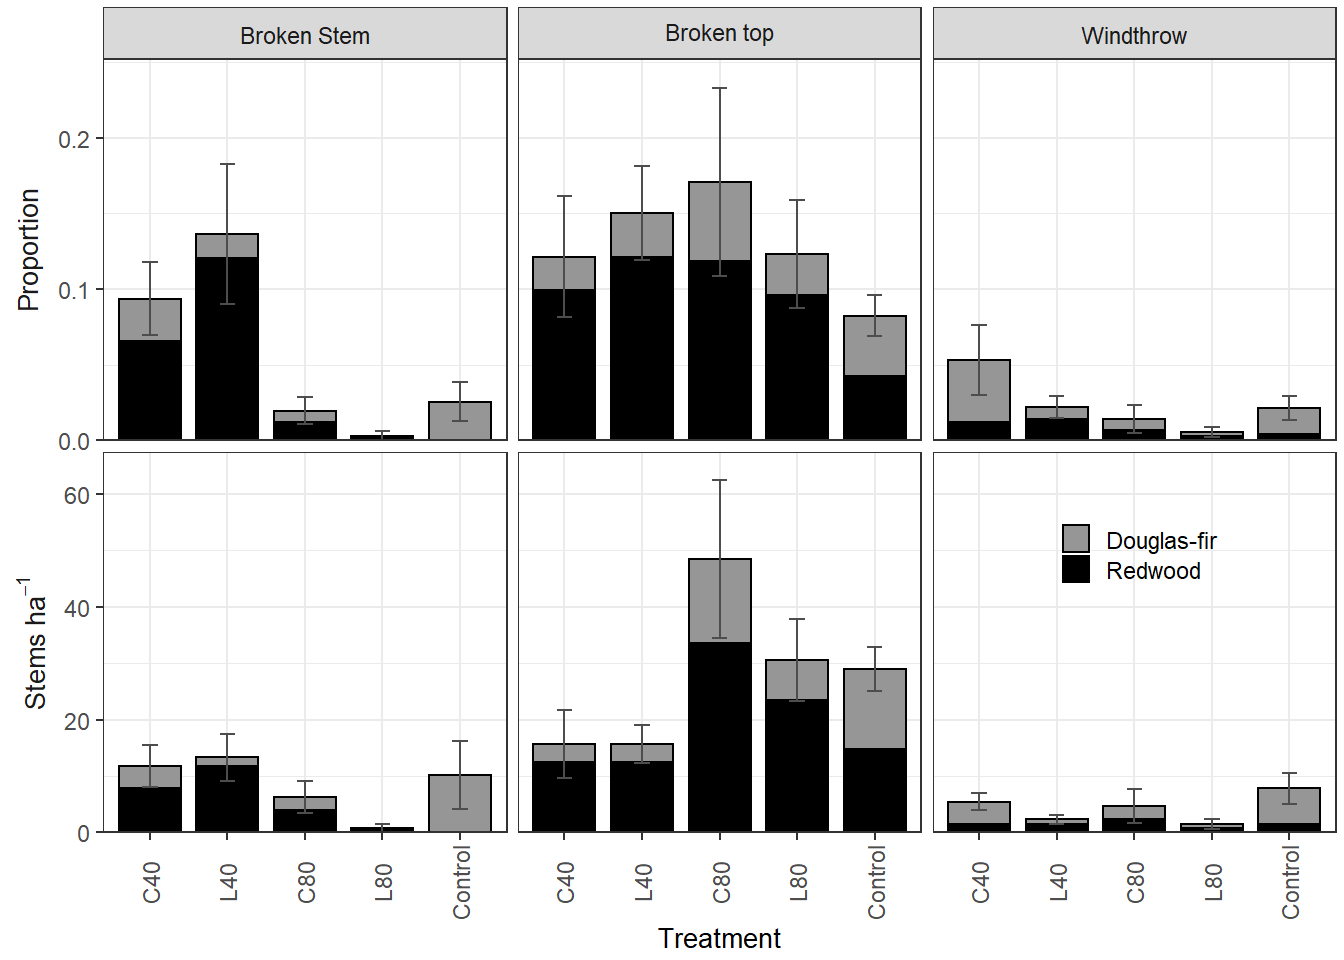 Broken Stem
Broken top
Windthrow
Proportion
0.2
0.1
0.0
Stems ha⁻¹
60
40
20
0
Douglas-fir
Redwood
C40
L40
C80
L80
Control
C40
L40
C80
L80
Control
C40
L40
C80
L80
Control
Treatment